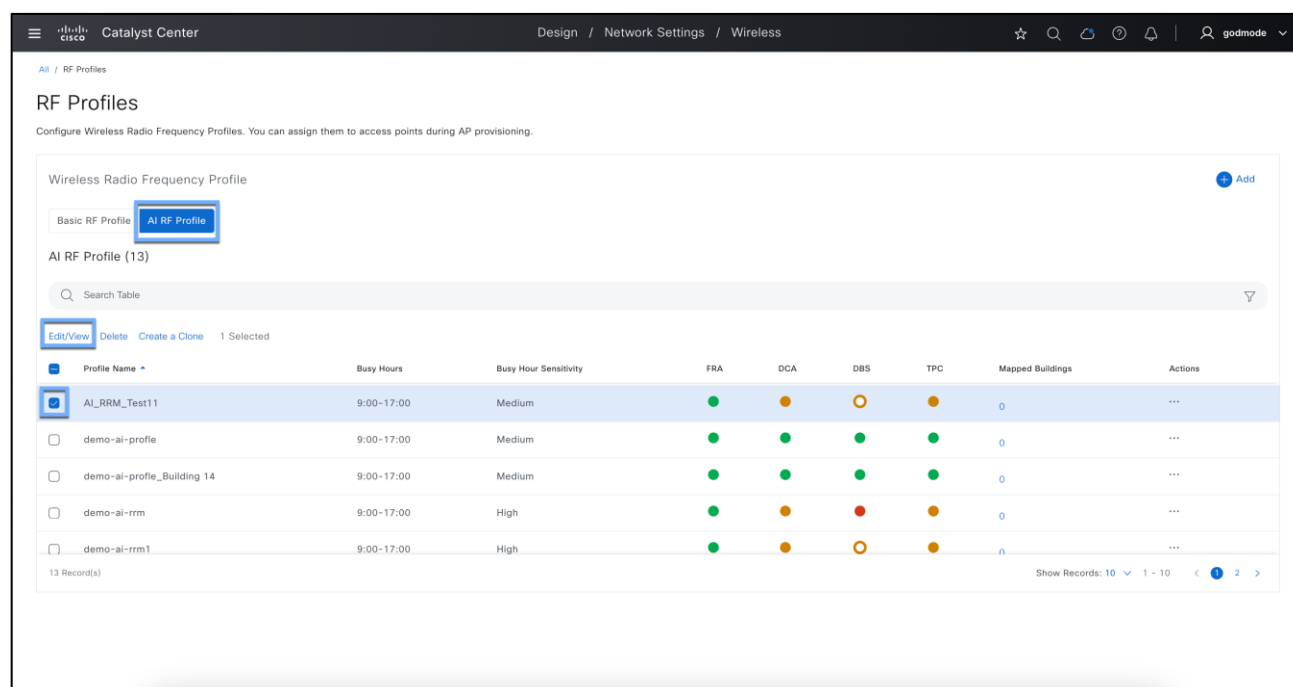 cisco Catalyst Center Design / Network Settings / Wireless godmode
All / RF Profiles
RF Profiles
Configure Wireless Radio Frequency Profiles. You can assign them to access points during AP provisioning.
Wireless Radio Frequency Profile Add
Basic RF Profile AI RF Profile
AI RF Profile (13)
Search Table
Edit/View Delete Create a Clone 1 Selected
Profile Name Busy Hours Busy Hour Sensitivity FRA DCA DBS TPC Mapped Buildings Actions
AI_RRM_Test11 9:00-17:00 Medium 0 ...
demo-ai-profle 9:00-17:00 Medium 0 ...
demo-ai-profle_Building 14 9:00-17:00 Medium 0 ...
demo-ai-rrm 9:00-17:00 High 0 ...
demo-ai-rrm1 9:00-17:00 High 0 ...
13 Record(s) Show Records: 10 1 - 10 < 1 2 >